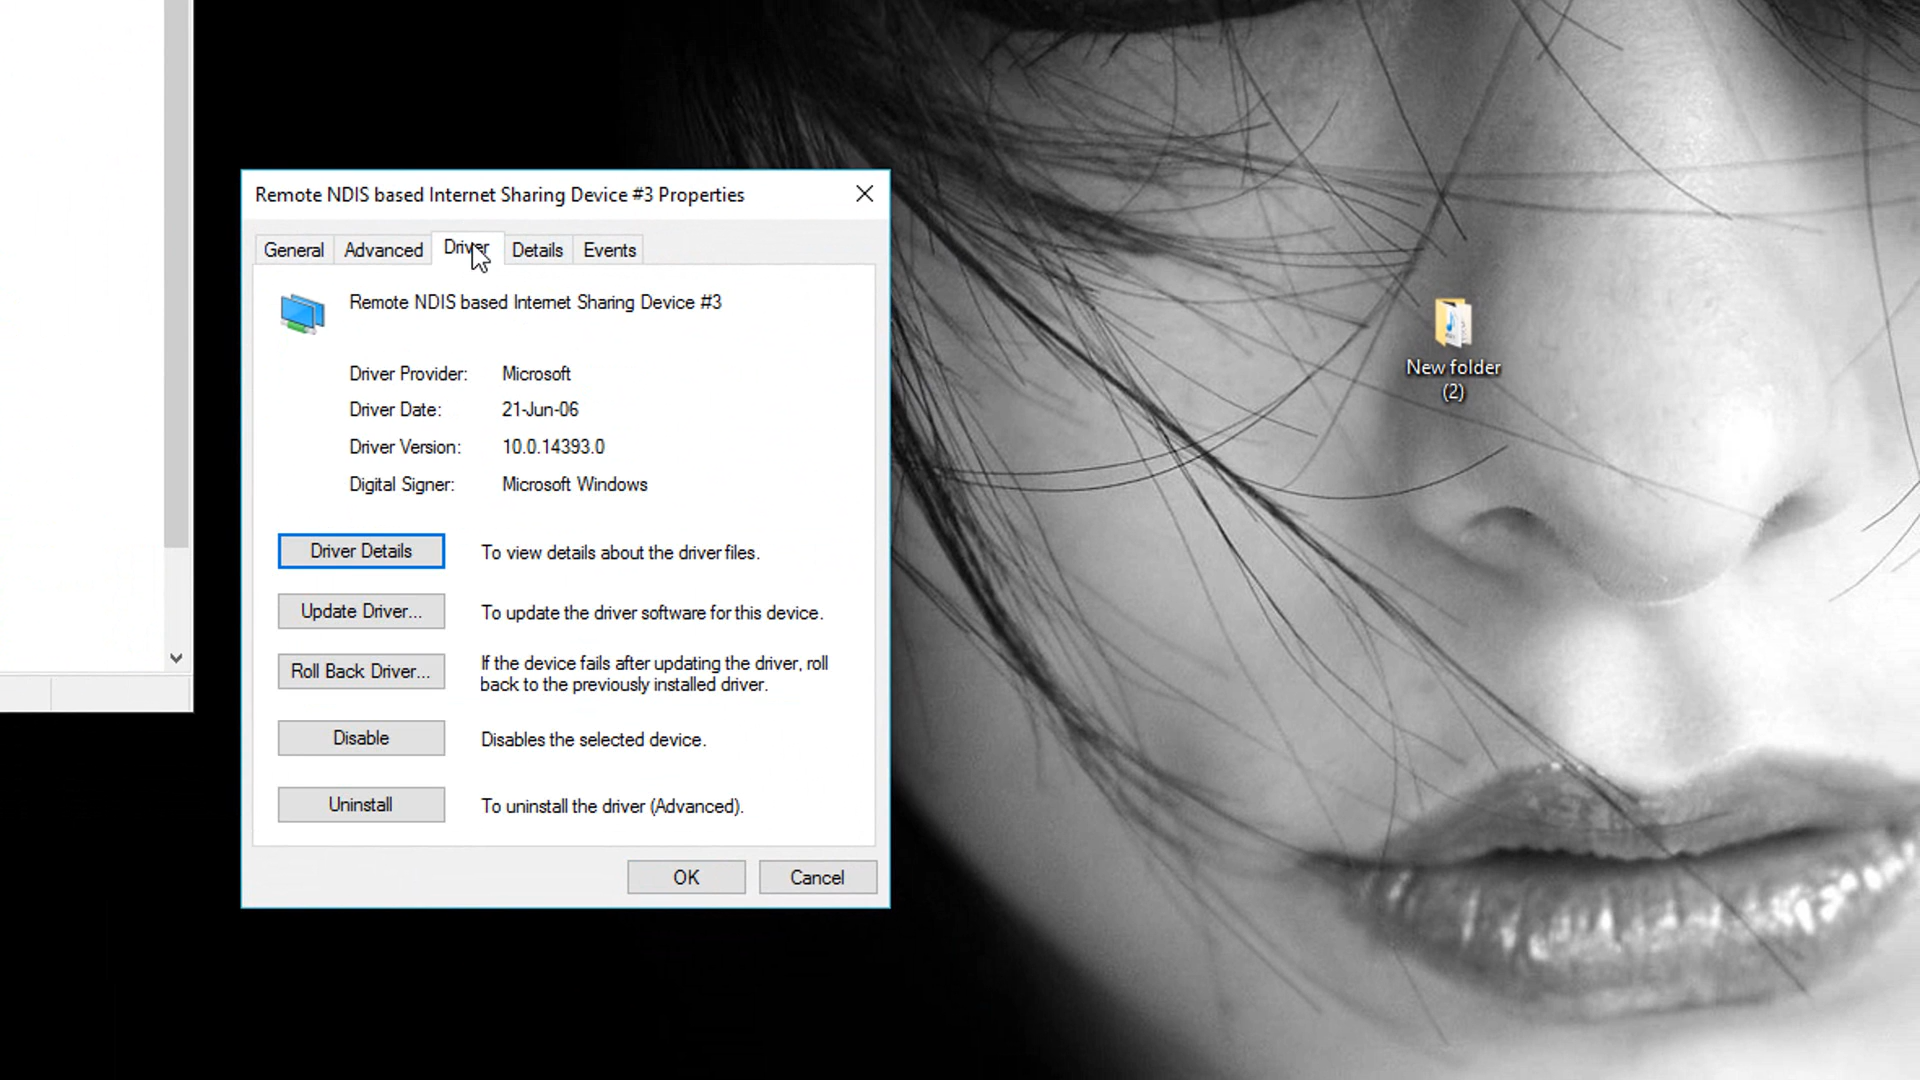 Remote NDIS based Internet Sharing Device #3 Properties
General Advanced Driver Details Events
Remote NDIS based Internet Sharing Device #3
Driver Provider: Microsoft
Driver Date: 21-Jun-06
Driver Version: 10.0.14393.0
Digital Signer: Microsoft Windows
Driver Details To view details about the driver files.
Update Driver... To update the driver software for this device.
Roll Back Driver... If the device fails after updating the driver, roll
back to the previously installed driver.
Disable Disables the selected device.
Uninstall To uninstall the driver (Advanced).
OK Cancel
New folder
(2)